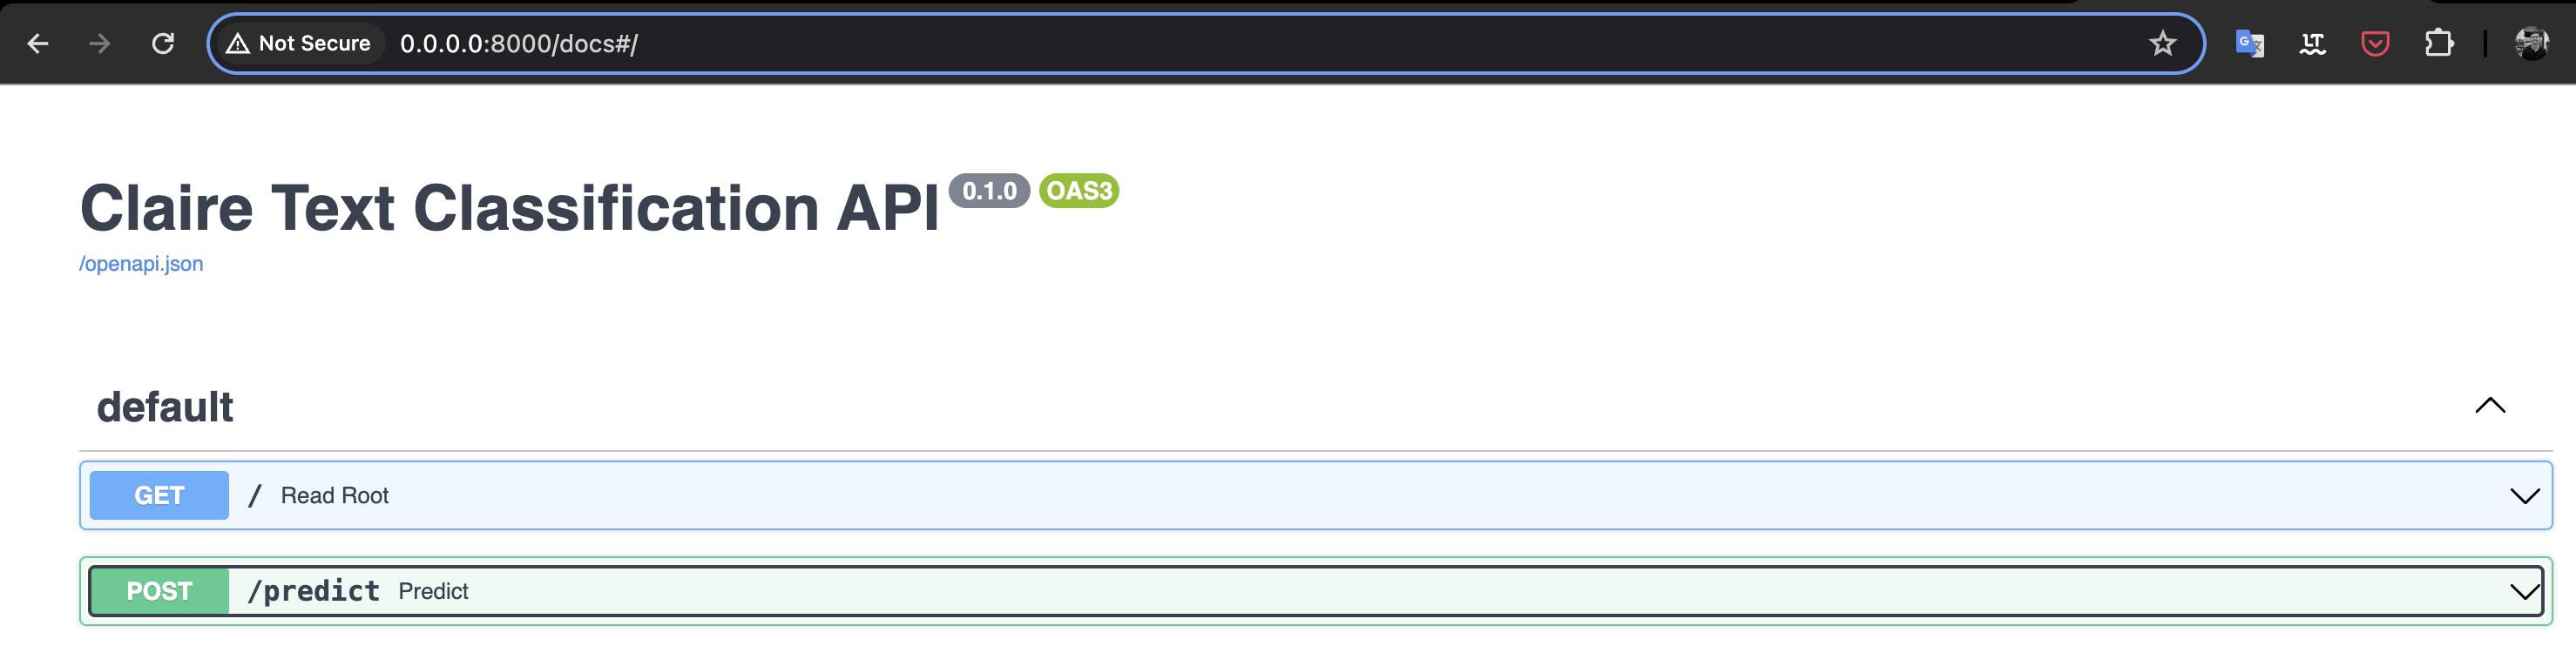 Not Secure 0.0.0.0:8000/docs#/
Claire Text Classification API 0.1.0 OAS3
/openapi.json
default
GET / Read Root
POST /predict Predict